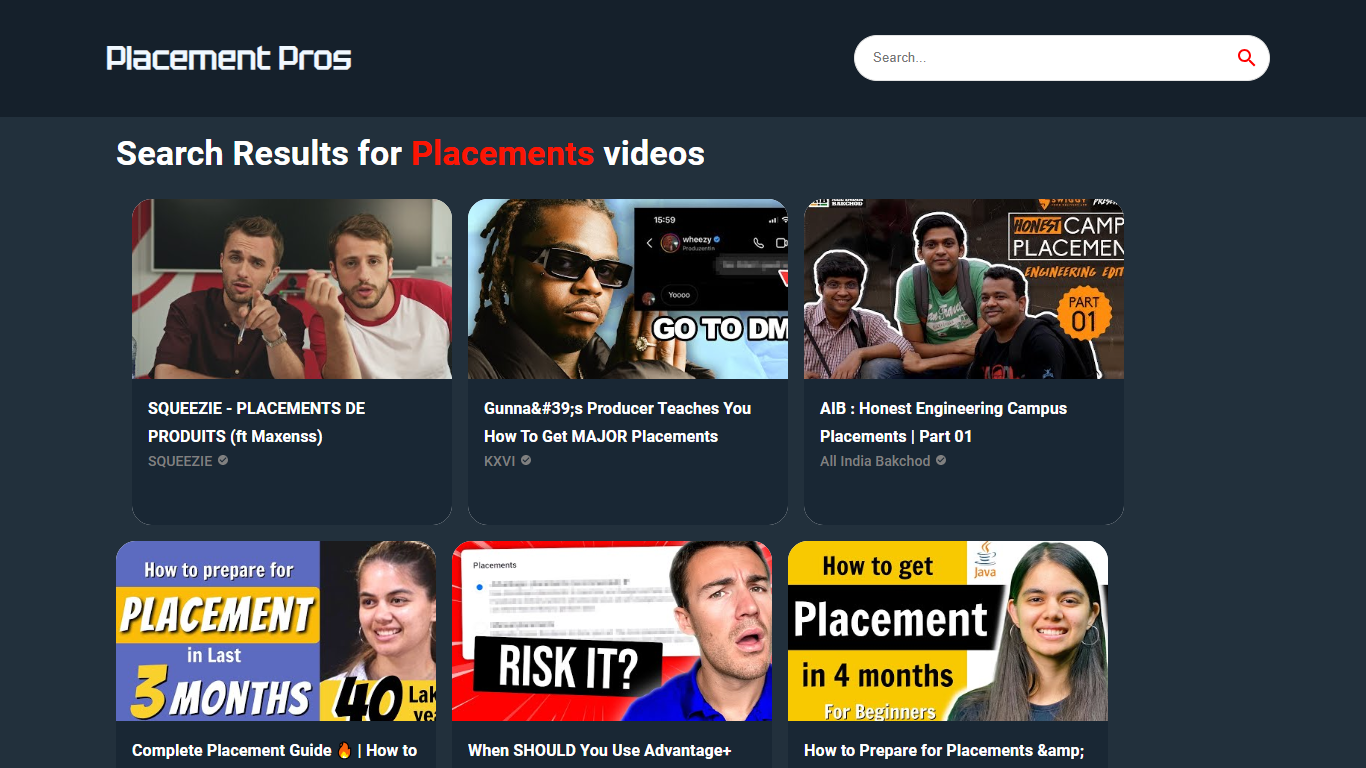 Placement Pros
Search...
Search Results for Placements videos
15:59
wheezy
Producentin
Yoooo
GO TO DM
BAKCHOD
SWIGGY
HONEST CAMP
PLACEMEN
ENGINEERING EDIT
PART
01
SQUEEZIE - PLACEMENTS DE
PRODUITS (ft Maxenss)
SQUEEZIE
Gunna&#39;s Producer Teaches You
How To Get MAJOR Placements
KXVI
AIB : Honest Engineering Campus
Placements | Part 01
All India Bakchod
How to prepare for
PLACEMENT
in Last
3 MONTHS
40 Lak
yea
Placements
RISK IT?
How to get
Java
Placement
in 4 months
For Beginners
Complete Placement Guide 🔥 | How to
When SHOULD You Use Advantage+
How to Prepare for Placements &amp;